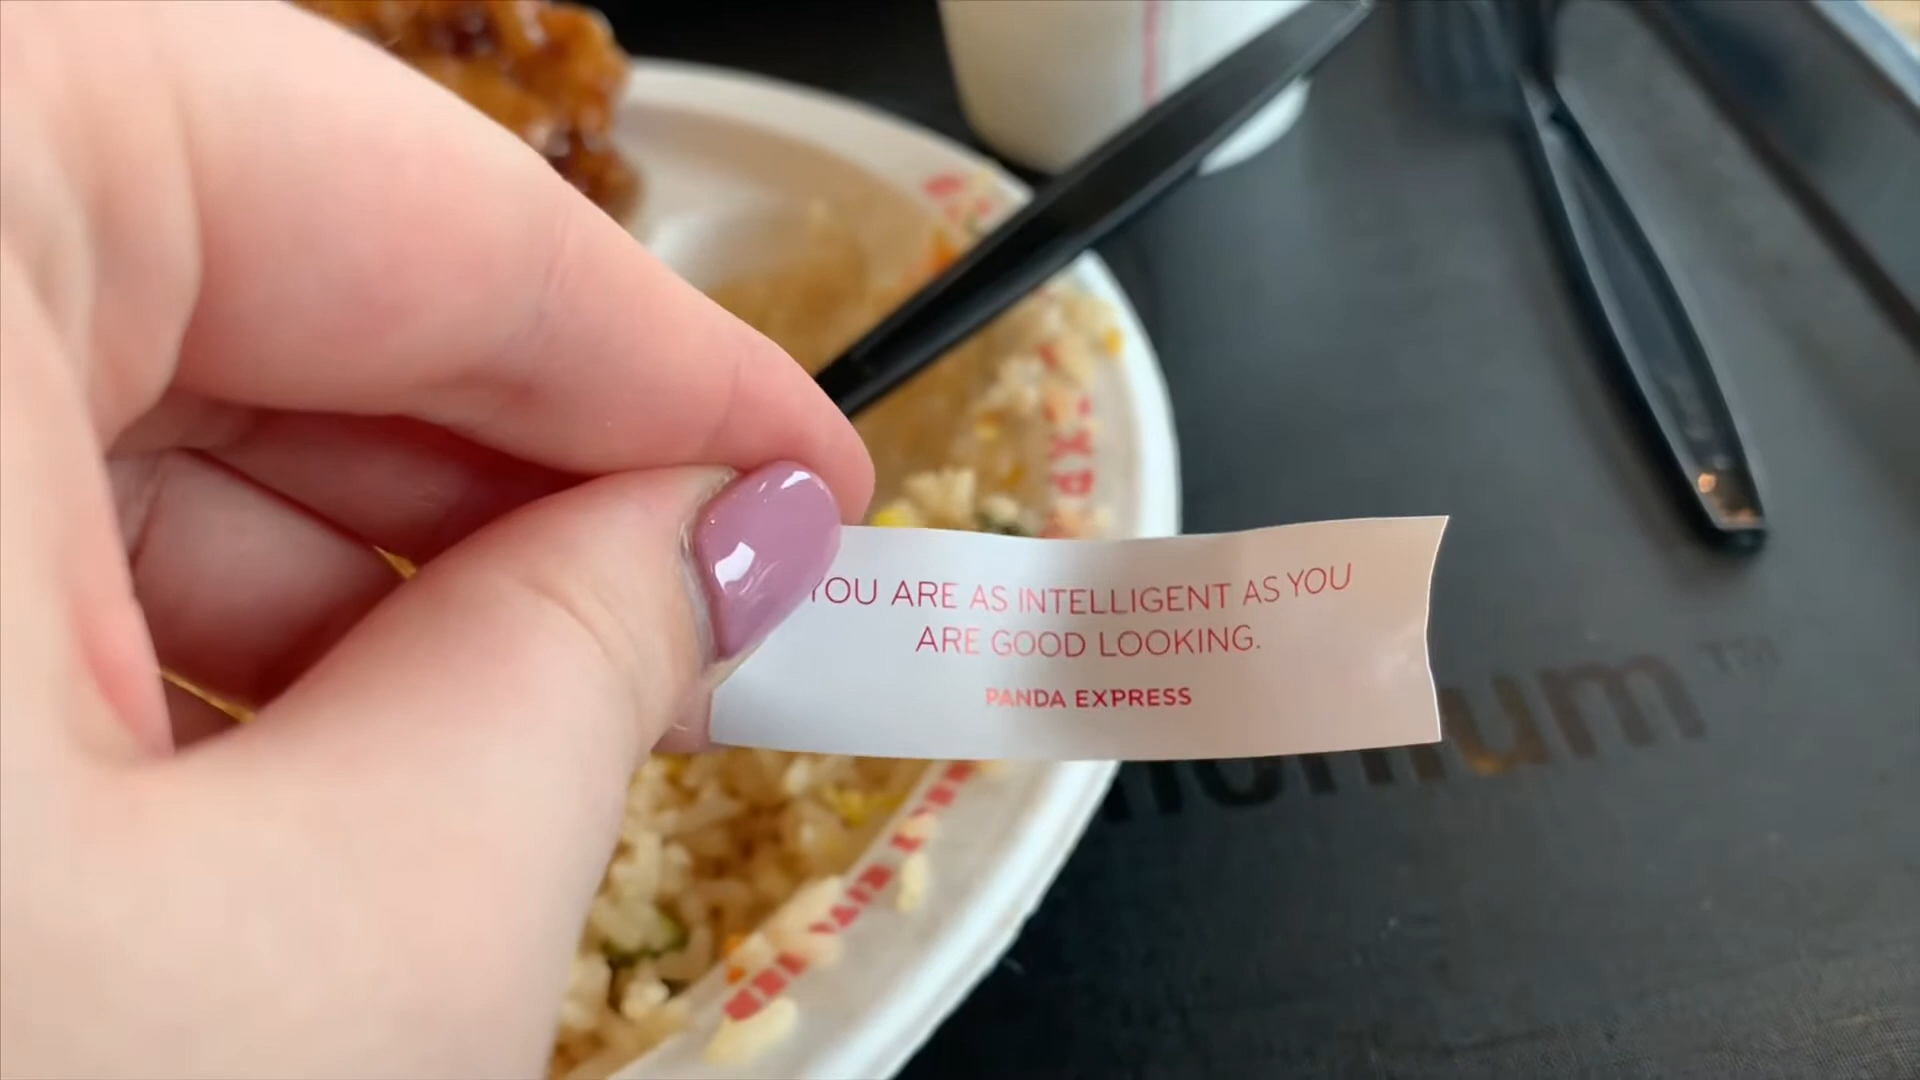 YOU ARE AS INTELLIGENT AS YOU
ARE GOOD LOOKING.
PANDA EXPRESS